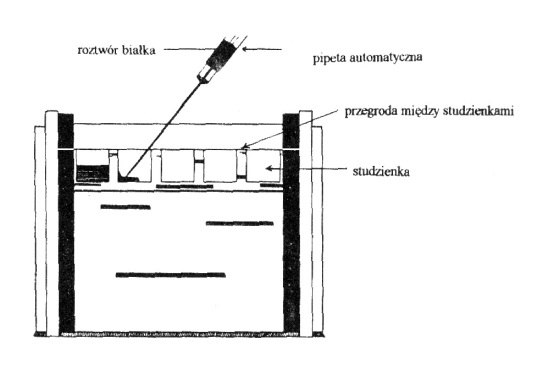 roztwór białka
pipeta automatyczna
przegroda między studzienkami
studzienka